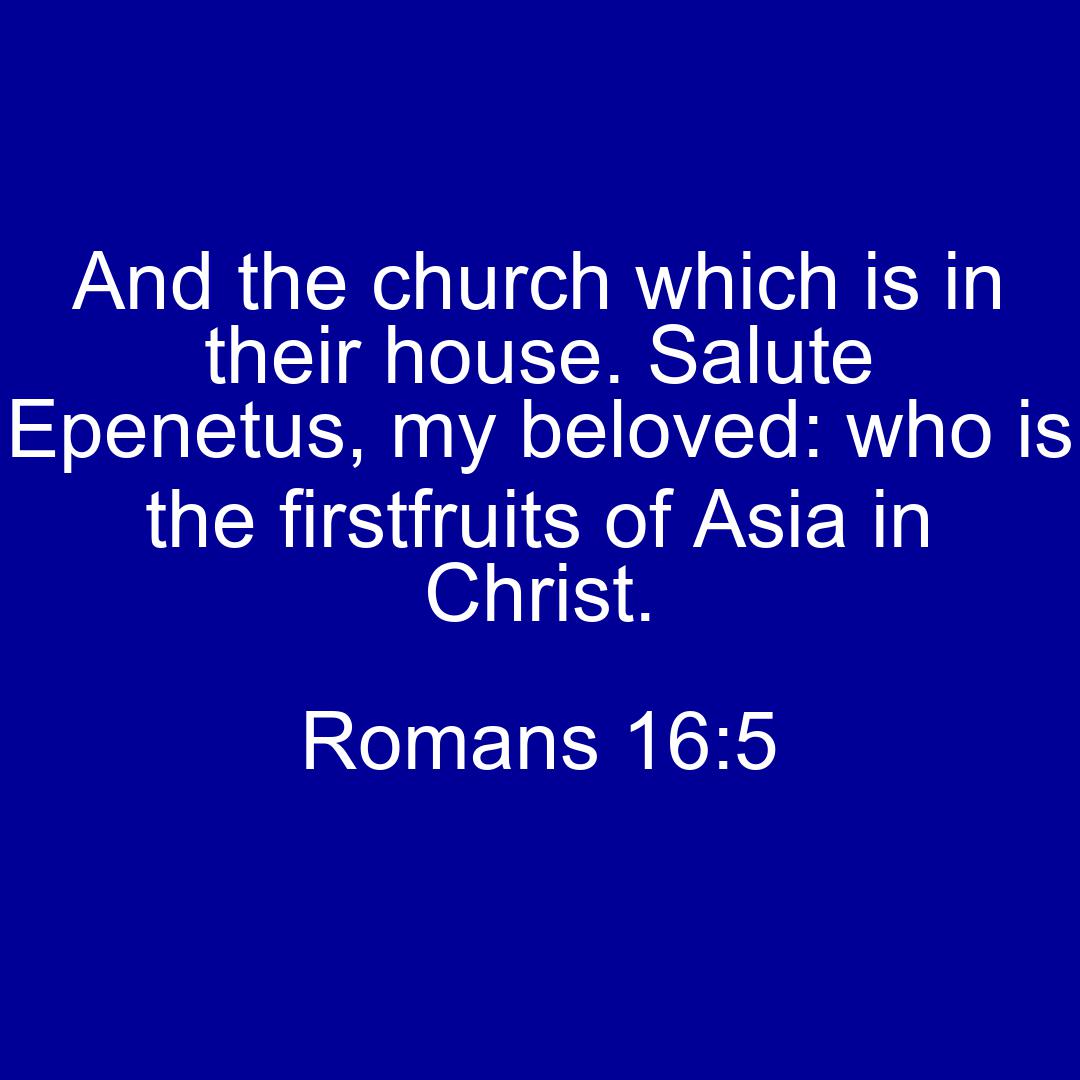 And the church which is in
their house. Salute
Epenetus, my beloved: who is
the firstfruits of Asia in
Christ.
Romans 16:5